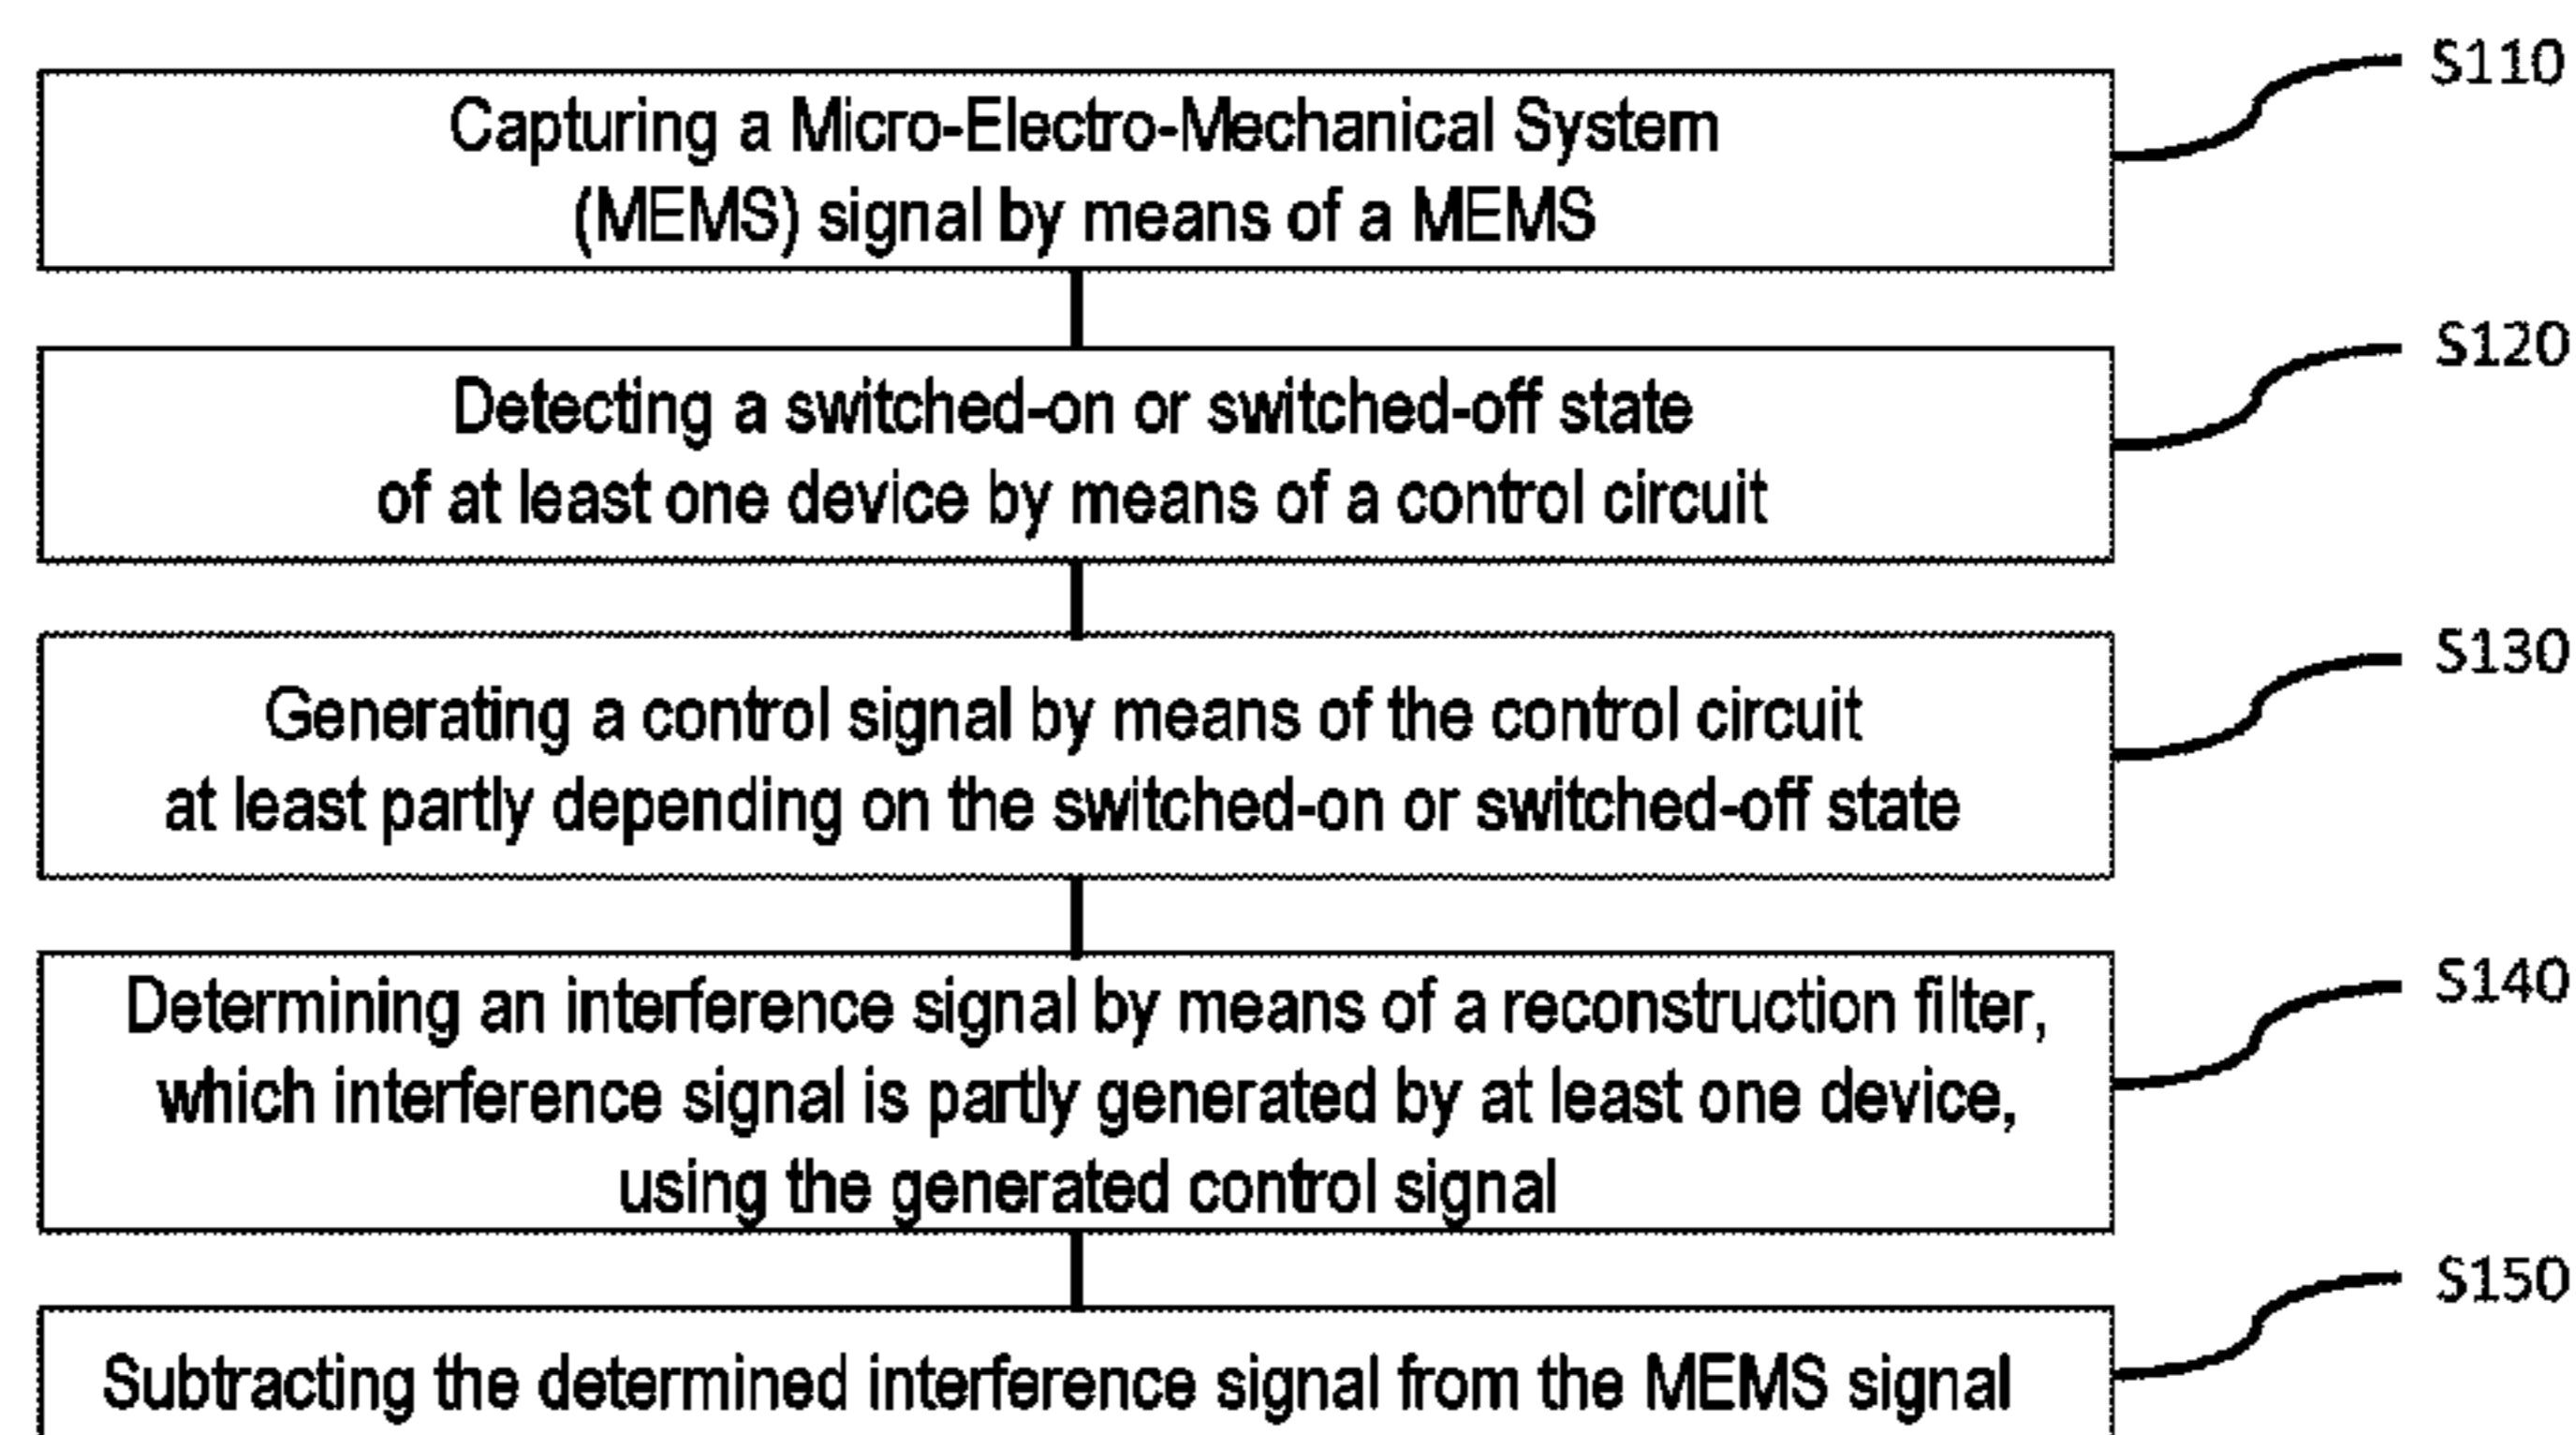 S110
Capturing a Micro-Electro-Mechanical System
(MEMS) signal by means of a MEMS
S120
Detecting a switched-on or switched-off state
of at least one device by means of a control circuit
S130
Generating a control signal by means of the control circuit
at least partly depending on the switched-on or switched-off state
S140
Determining an interference signal by means of a reconstruction filter,
which interference signal is partly generated by at least one device,
using the generated control signal
S150
Subtracting the determined interference signal from the MEMS signal